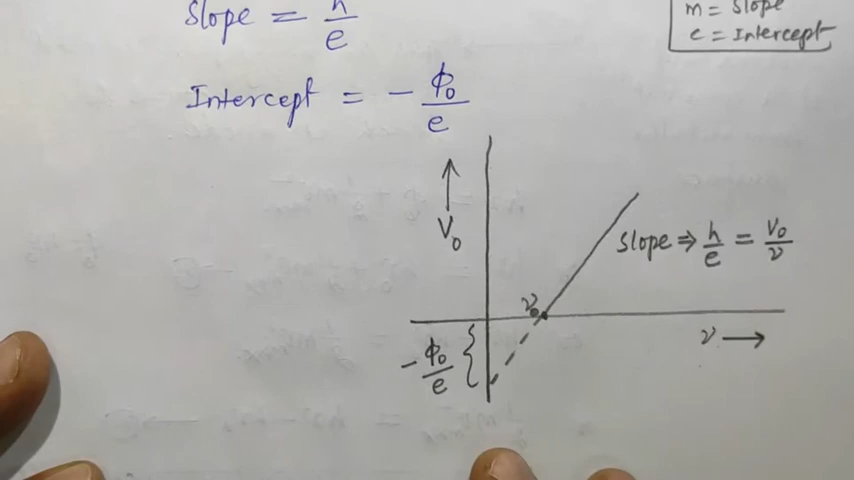 Slope = h/e
m = Slope
c = Intercept
Intercept = - ϕ₀/e
V₀
ν₀
Slope ⇒ h/e = V₀/ν
ν →
- ϕ₀/e